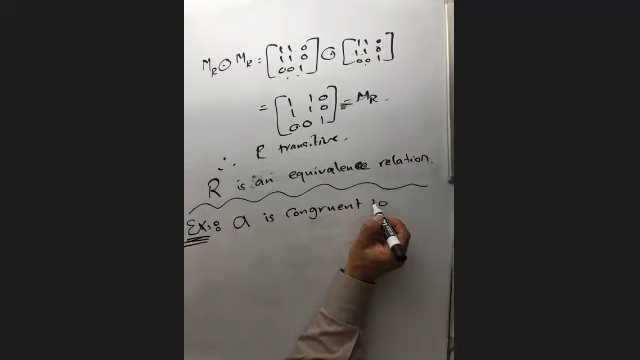 M_R ⊙ M_R = [1 1 0; 1 1 0; 0 0 1] ⊙ [1 1 0; 1 1 0; 0 0 1]
= [1 1 0; 1 1 0; 0 0 1] = M_R.
∴ R transitive.
R is an equivalence relation.
Ex:: a is congruent to